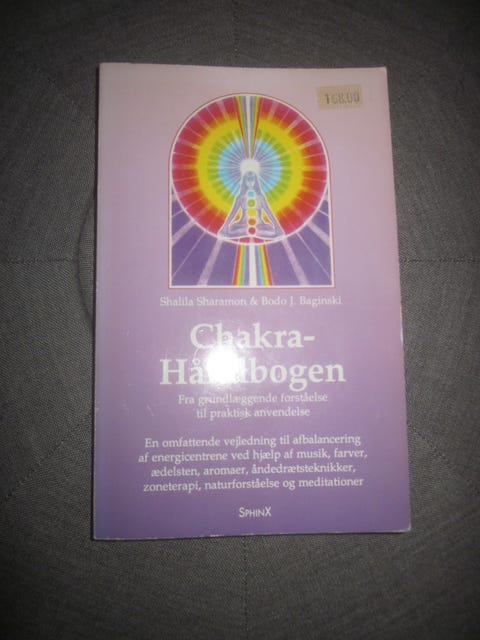 168.00
Shalila Sharamon & Bodo J. Baginski
Chakra-
Håndbogen
Fra grundlæggende forståelse
til praktisk anvendelse
En omfattende vejledning til afbalancering
af energicentrene ved hjælp af musik, farver,
ædelsten, aromaer, åndedrætsteknikker,
zoneterapi, naturforståelse og meditationer
SPHINX